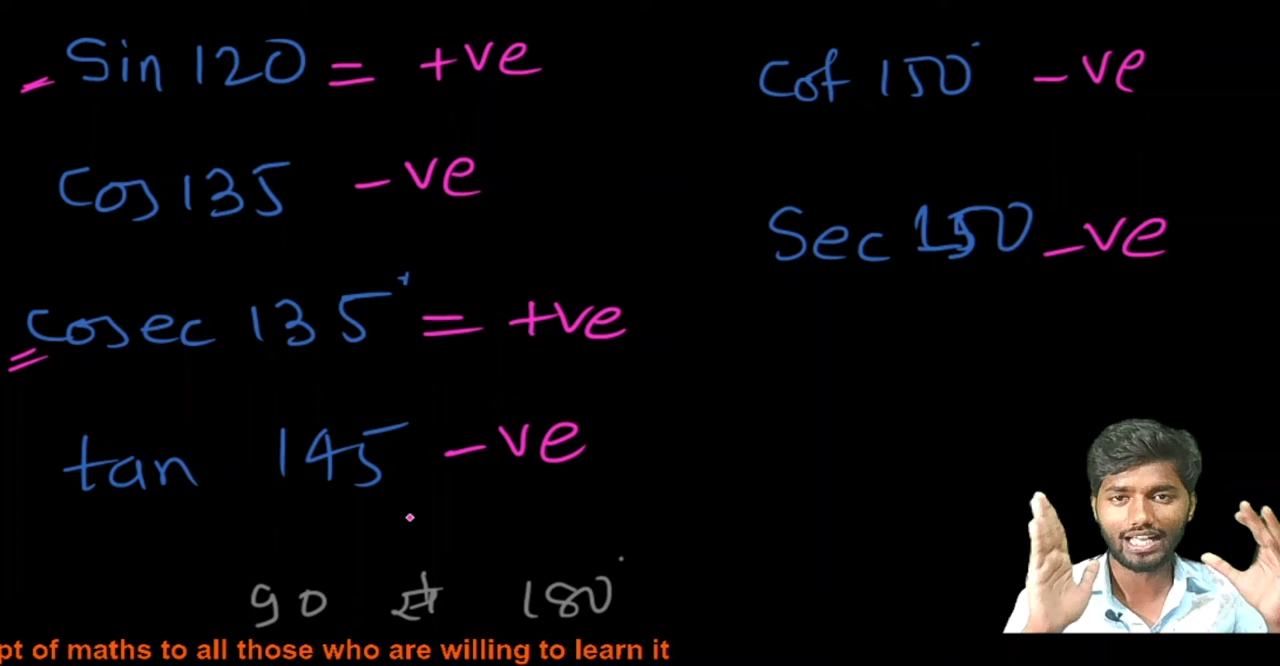 Sin 120 = +ve
Cos 135 -ve
Cosec 135° = +ve
tan 145 -ve
90 से 180°
Cot 150° -ve
Sec 150 -ve
pt of maths to all those who are willing to learn it